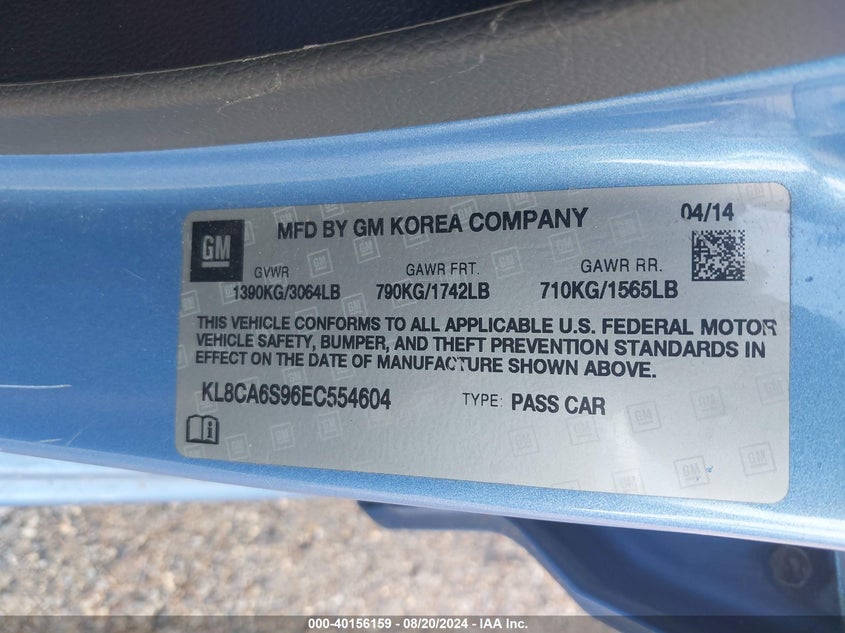 GM MFD BY GM KOREA COMPANY 04/14
GVWR GAWR FRT. GAWR RR.
1390KG/3064LB 790KG/1742LB 710KG/1565LB
THIS VEHICLE CONFORMS TO ALL APPLICABLE U.S. FEDERAL MOTOR
VEHICLE SAFETY, BUMPER, AND THEFT PREVENTION STANDARDS IN
EFFECT ON THE DATE OF MANUFACTURE SHOWN ABOVE.
KL8CA6S96EC554604 TYPE: PASS CAR
000-40156159 - 08/20/2024 - IAA Inc.